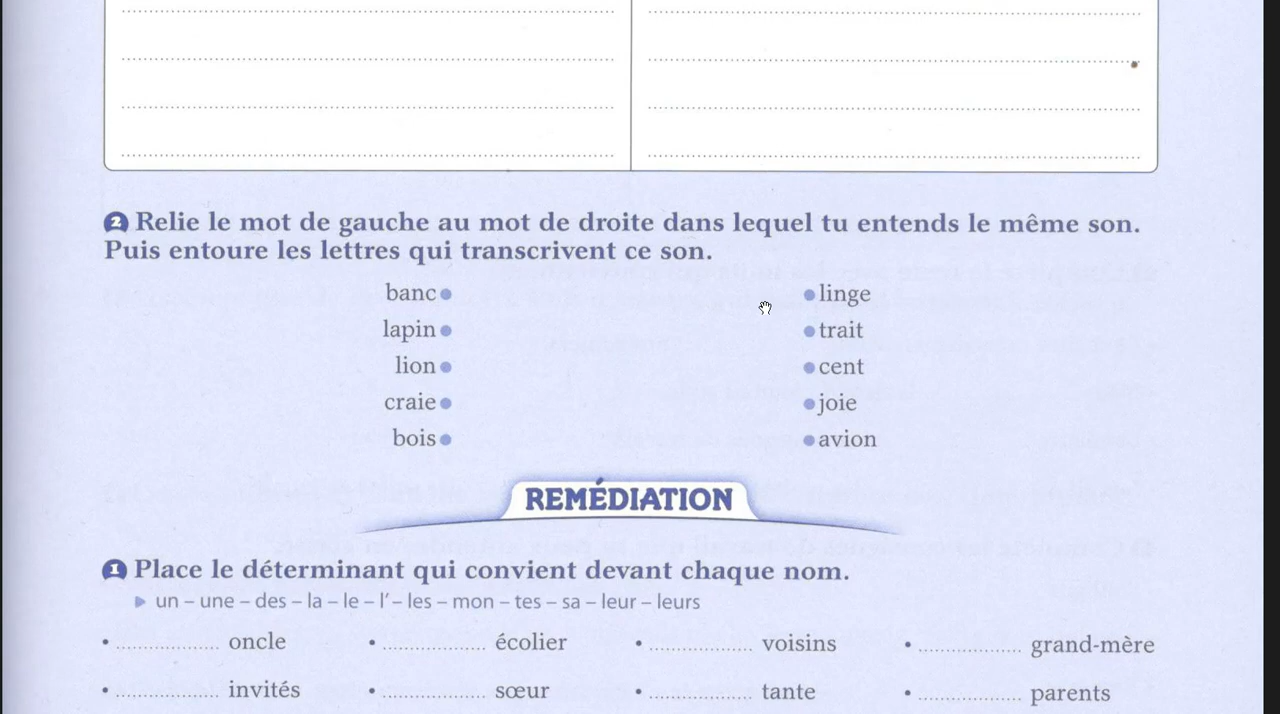 2 Relie le mot de gauche au mot de droite dans lequel tu entends le même son.
Puis entoure les lettres qui transcrivent ce son.
banc • • linge
lapin • • trait
lion • • cent
craie • • joie
bois • • avion
REMÉDIATION
1 Place le déterminant qui convient devant chaque nom.
▶ un – une – des – la – le – l’ – les – mon – tes – sa – leur – leurs
• .................. oncle • .................. écolier • .................. voisins • .................. grand-mère
• .................. invités • .................. sœur • .................. tante • .................. parents